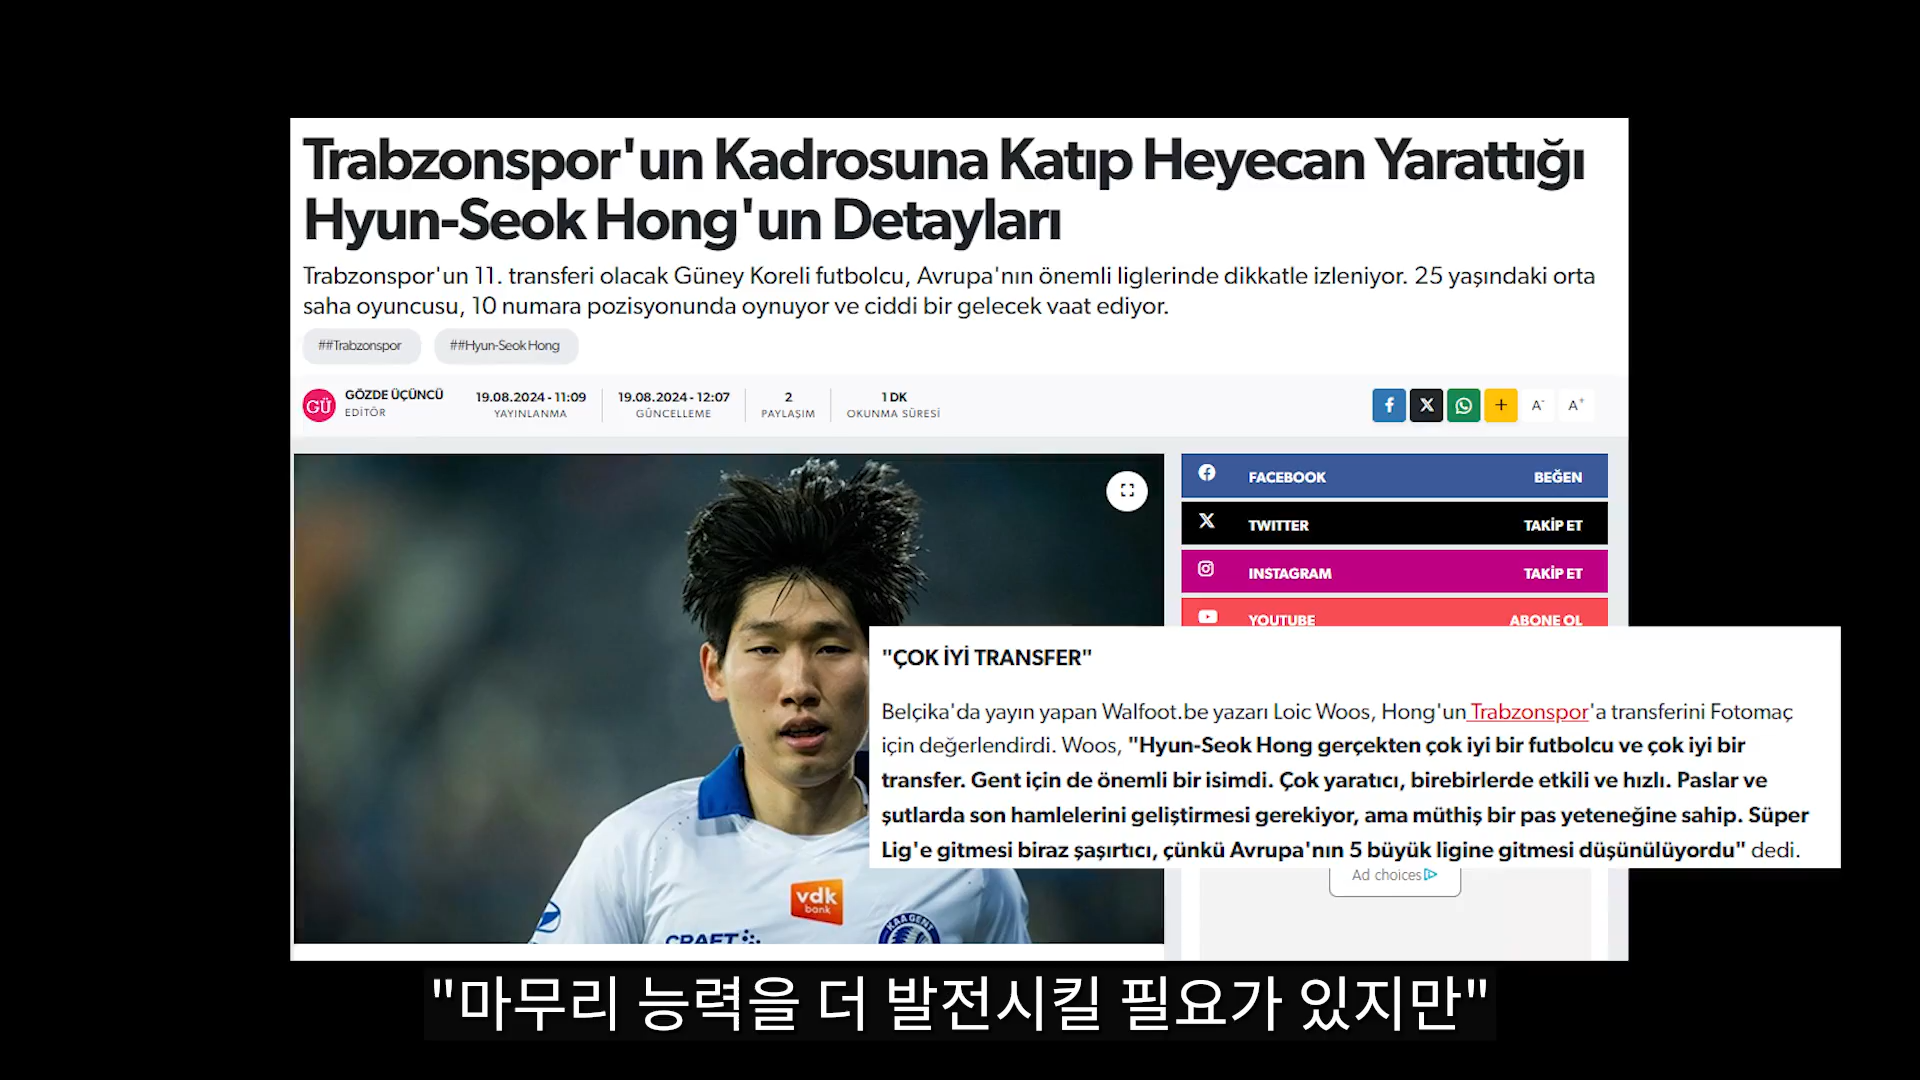 Trabzonspor'un Kadrosuna Katıp Heyecan Yarattığı
Hyun-Seok Hong'un Detayları
Trabzonspor'un 11. transferi olacak Güney Koreli futbolcu, Avrupa'nın önemli liglerinde dikkatle izleniyor. 25 yaşındaki orta
saha oyuncusu, 10 numara pozisyonunda oynuyor ve ciddi bir gelecek vaat ediyor.
##Trabzonspor ##Hyun-Seok Hong
GÜ GÖZDE ÜÇÜNCÜ 19.08.2024 - 11:09 19.08.2024 - 12:07 2 1 DK
EDİTÖR YAYINLANMA GÜNCELLEME PAYLAŞIM OKUNMA SÜRESİ
A- A+
FACEBOOK BEĞEN
TWITTER TAKİP ET
INSTAGRAM TAKİP ET
YOUTUBE ABONE OL
"ÇOK İYİ TRANSFER"
Belçika'da yayın yapan Walfoot.be yazarı Loic Woos, Hong'un Trabzonspor'a transferini Fotomaç
için değerlendirdi. Woos, "Hyun-Seok Hong gerçekten çok iyi bir futbolcu ve çok iyi bir
transfer. Gent için de önemli bir isimdi. Çok yaratıcı, birebirlerde etkili ve hızlı. Paslar ve
şutlarda son hamlelerini geliştirmesi gerekiyor, ama müthiş bir pas yeteneğine sahip. Süper
Lig'e gitmesi biraz şaşırtıcı, çünkü Avrupa'nın 5 büyük ligine gitmesi düşünülüyordu" dedi.
Ad choices
vdk
bank
CRAFT
KAA GENT
"마무리 능력을 더 발전시킬 필요가 있지만"